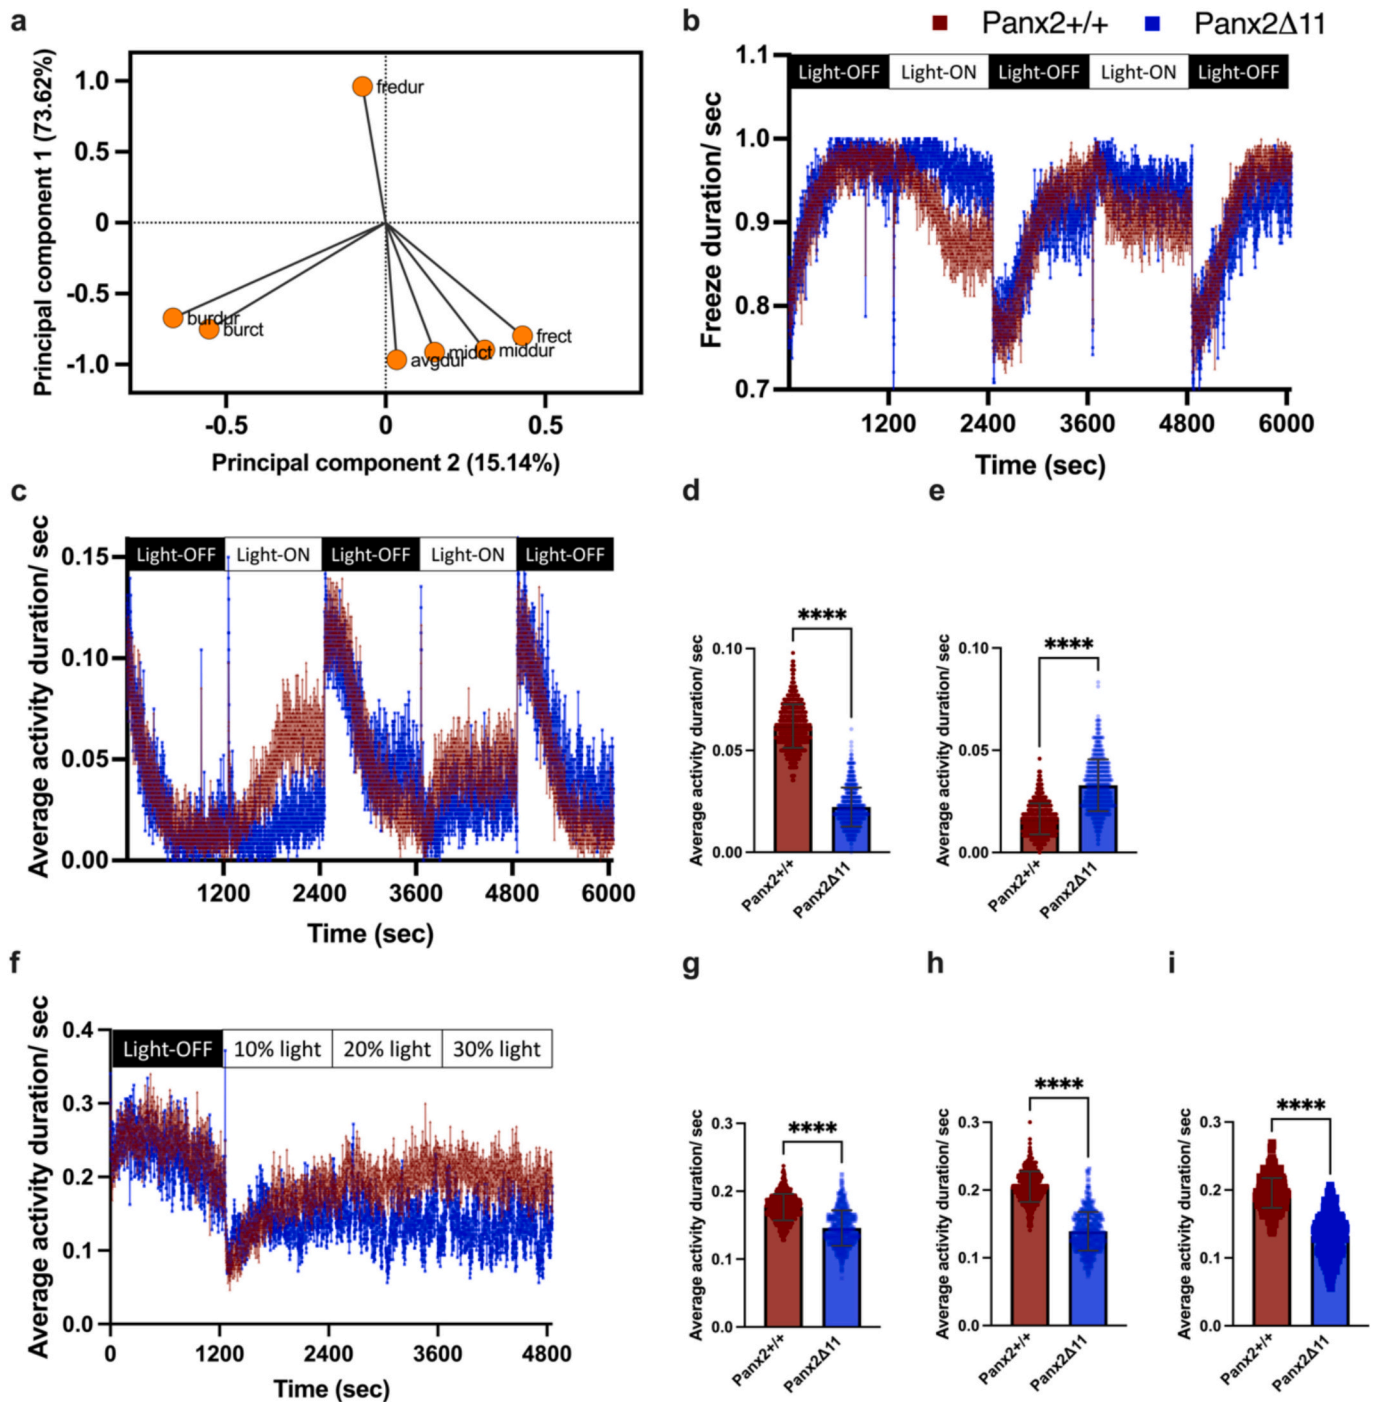 a
Principal component 1 (73.62%)
1.0
0.5
0
-0.5
-1.0
fredur
burdur
burct
avgdur
midct
middur
frect
-0.5
0
0.5
Principal component 2 (15.14%)
b
Panx2+/+
Panx2Δ11
Freeze duration/ sec
1.1
1.0
0.9
0.8
0.7
Light-OFF
Light-ON
Light-OFF
Light-ON
Light-OFF
1200
2400
3600
4800
6000
Time (sec)
c
Average activity duration/ sec
0.15
0.10
0.05
0.00
Light-OFF
Light-ON
Light-OFF
Light-ON
Light-OFF
1200
2400
3600
4800
6000
Time (sec)
d
Average activity duration/ sec
0.10
0.05
0.00
****
Panx2+/+
Panx2Δ11
e
Average activity duration/ sec
0.10
0.05
0.00
****
Panx2+/+
Panx2Δ11
f
Average activity duration/ sec
0.4
0.3
0.2
0.1
0.0
Light-OFF
10% light
20% light
30% light
0
1200
2400
3600
4800
Time (sec)
g
Average activity duration/ sec
0.3
0.2
0.1
0.0
****
Panx2+/+
Panx2Δ11
h
Average activity duration/ sec
0.3
0.2
0.1
0.0
****
Panx2+/+
Panx2Δ11
i
Average activity duration/ sec
0.3
0.2
0.1
0.0
****
Panx2+/+
Panx2Δ11